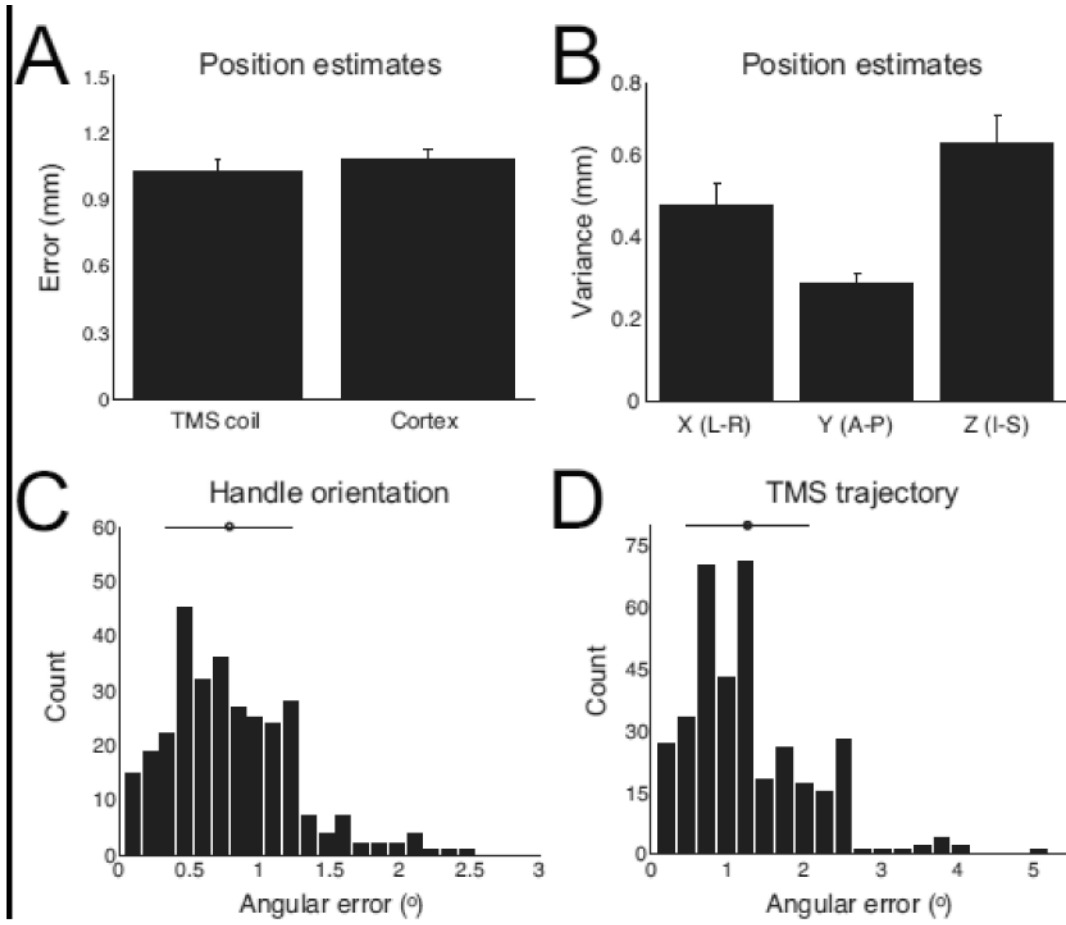 A
Position estimates
1.5
1.2
0.9
0.6
0.3
0
Error (mm)
TMS coil
Cortex
B
Position estimates
0.8
0.6
0.4
0.2
0
Variance (mm)
X (L-R)
Y (A-P)
Z (I-S)
C
Handle orientation
60
50
40
30
20
10
0
Count
0
0.5
1
1.5
2
2.5
3
Angular error (º)
D
TMS trajectory
75
60
45
30
15
0
Count
0
1
2
3
4
5
Angular error (º)